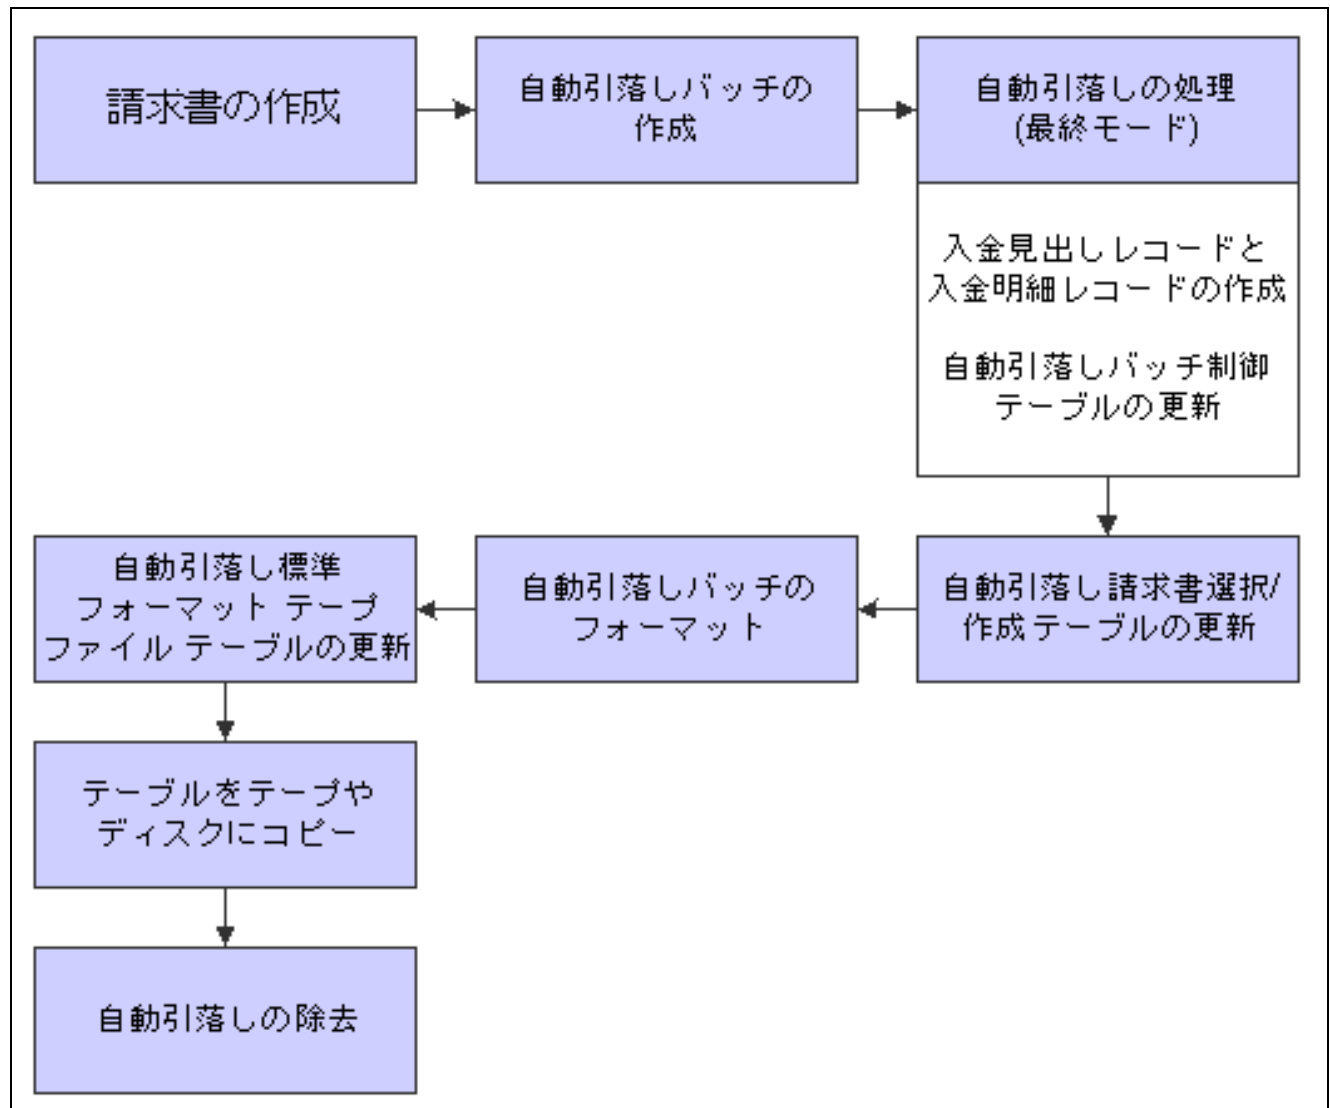 請求書の作成
自動引落しバッチの
作成
自動引落しの処理
(最終モード)
入金見出しレコードと
入金明細レコードの作成
自動引落しバッチ制御
テーブルの更新
自動引落し請求書選択/
作成テーブルの更新
自動引落しバッチの
フォーマット
自動引落し標準
フォーマット テープ
ファイル テーブルの更新
テーブルをテープや
ディスクにコピー
自動引落しの除去